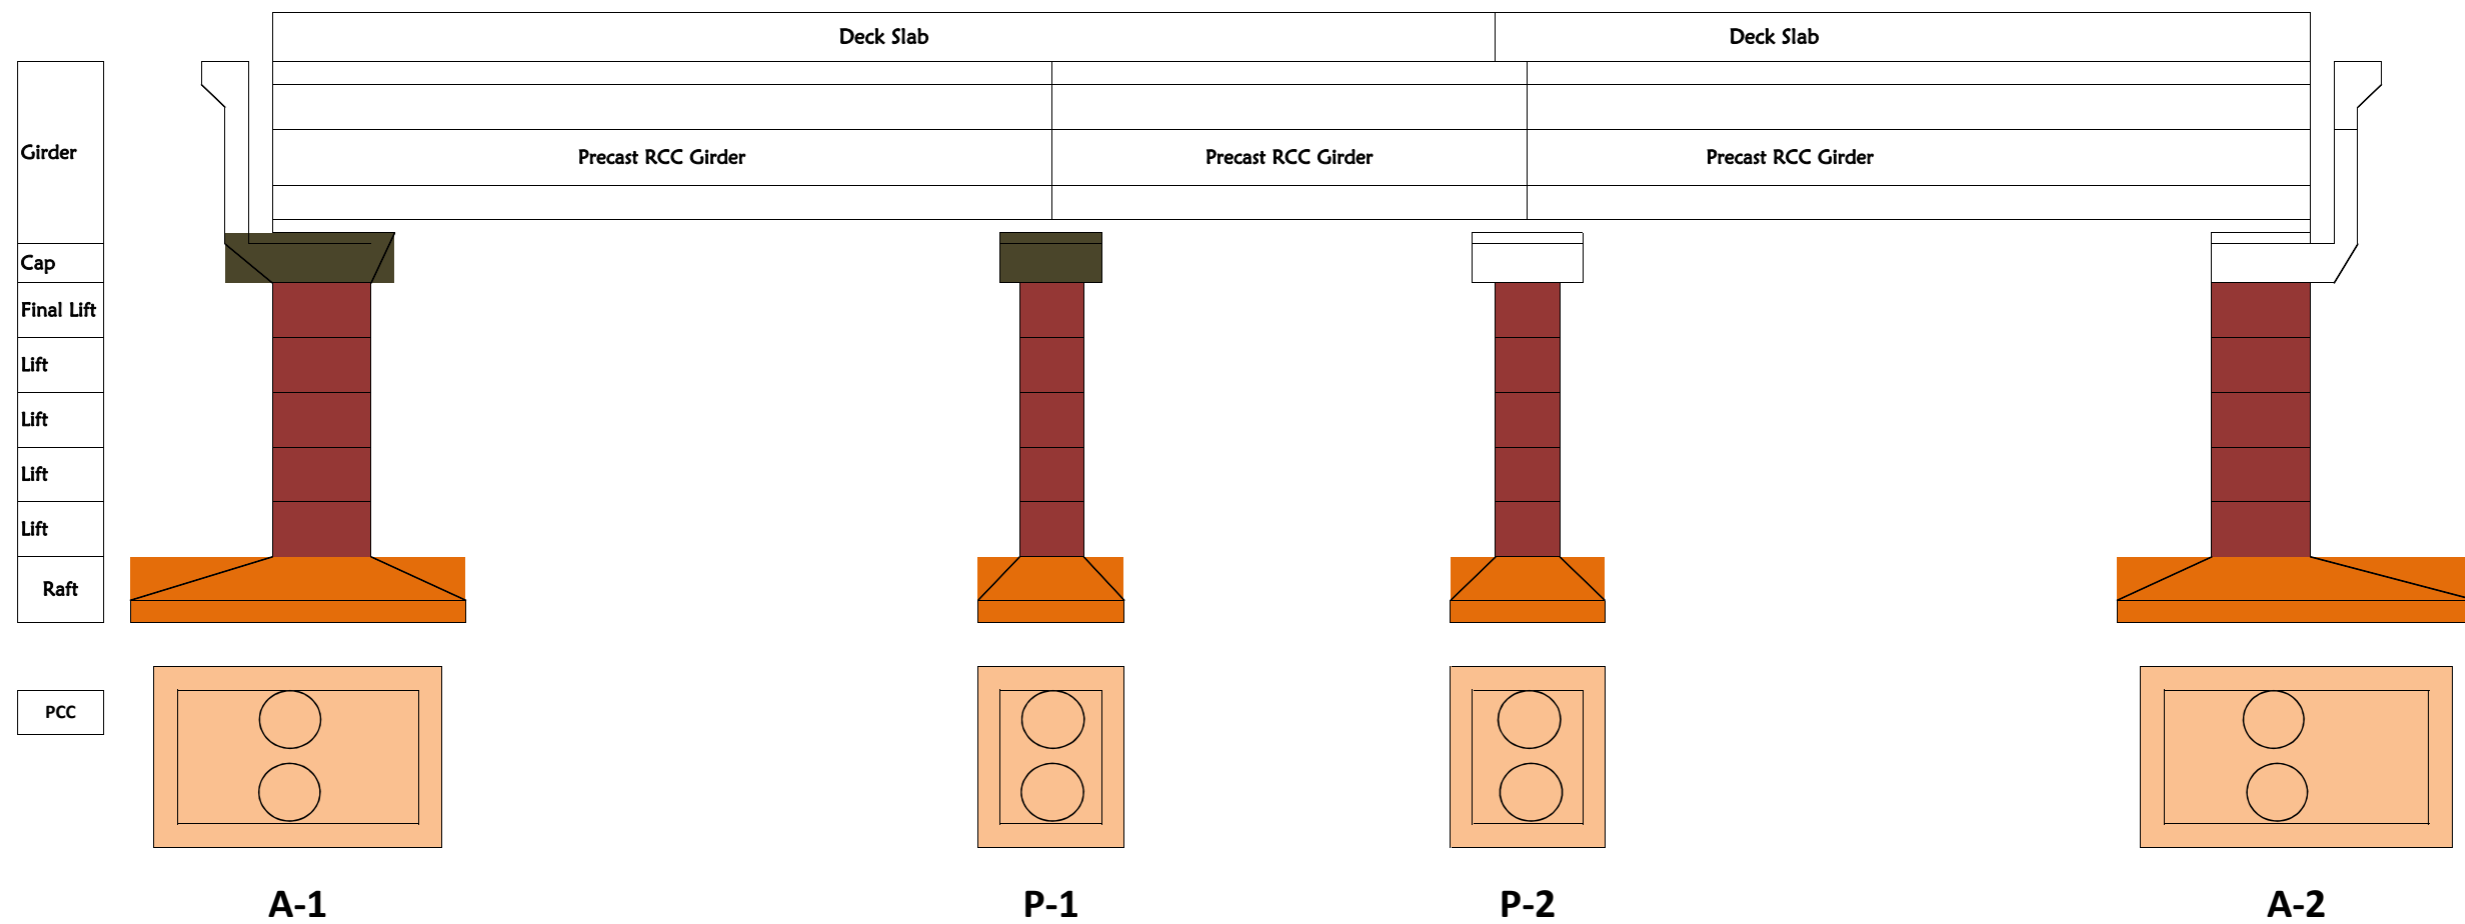 Deck Slab
Deck Slab
Girder
Precast RCC Girder
Precast RCC Girder
Precast RCC Girder
Cap
Final Lift
Lift
Lift
Lift
Lift
Raft
PCC
A-1
P-1
P-2
A-2